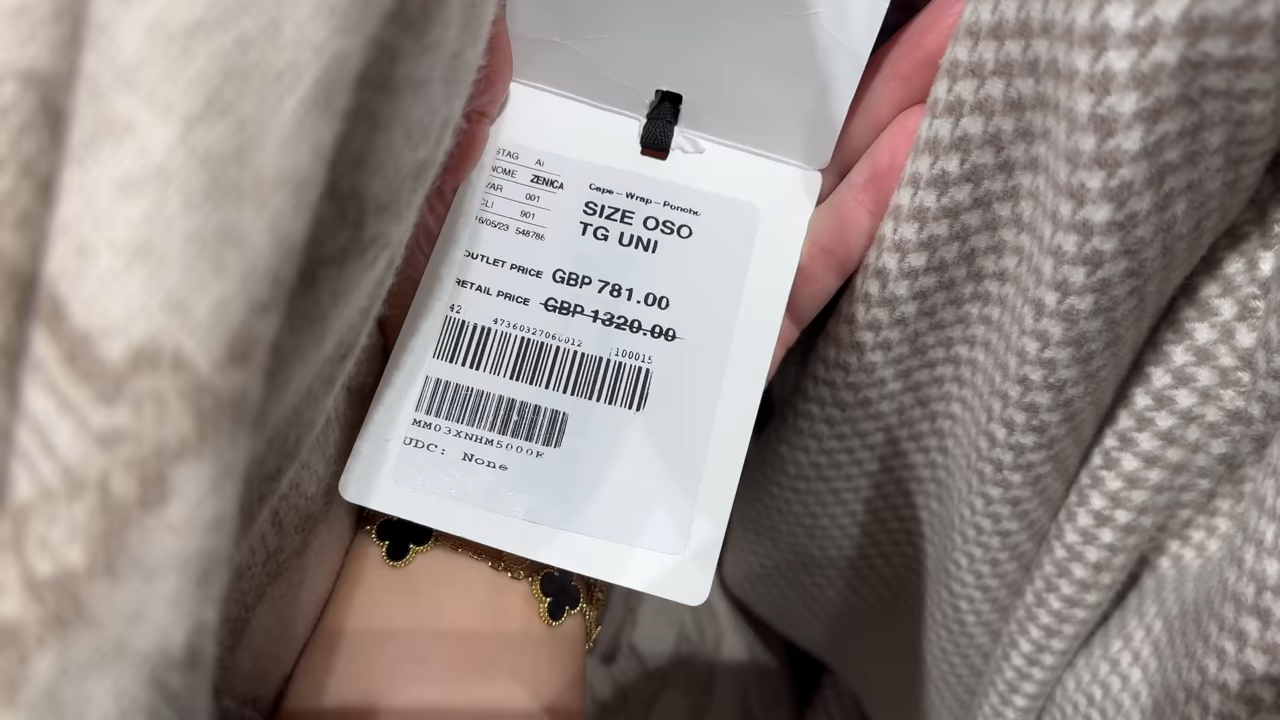 STAG AI
NOME ZENICA
VAR 001
CLI 901
16/05/23 548786
Cape – Wrap – Poncho
SIZE OSO
TG UNI
OUTLET PRICE GBP 781.00
RETAIL PRICE GBP 1320.00
42 47360327060012 100015
MM03XNHM5000F
UDC: None